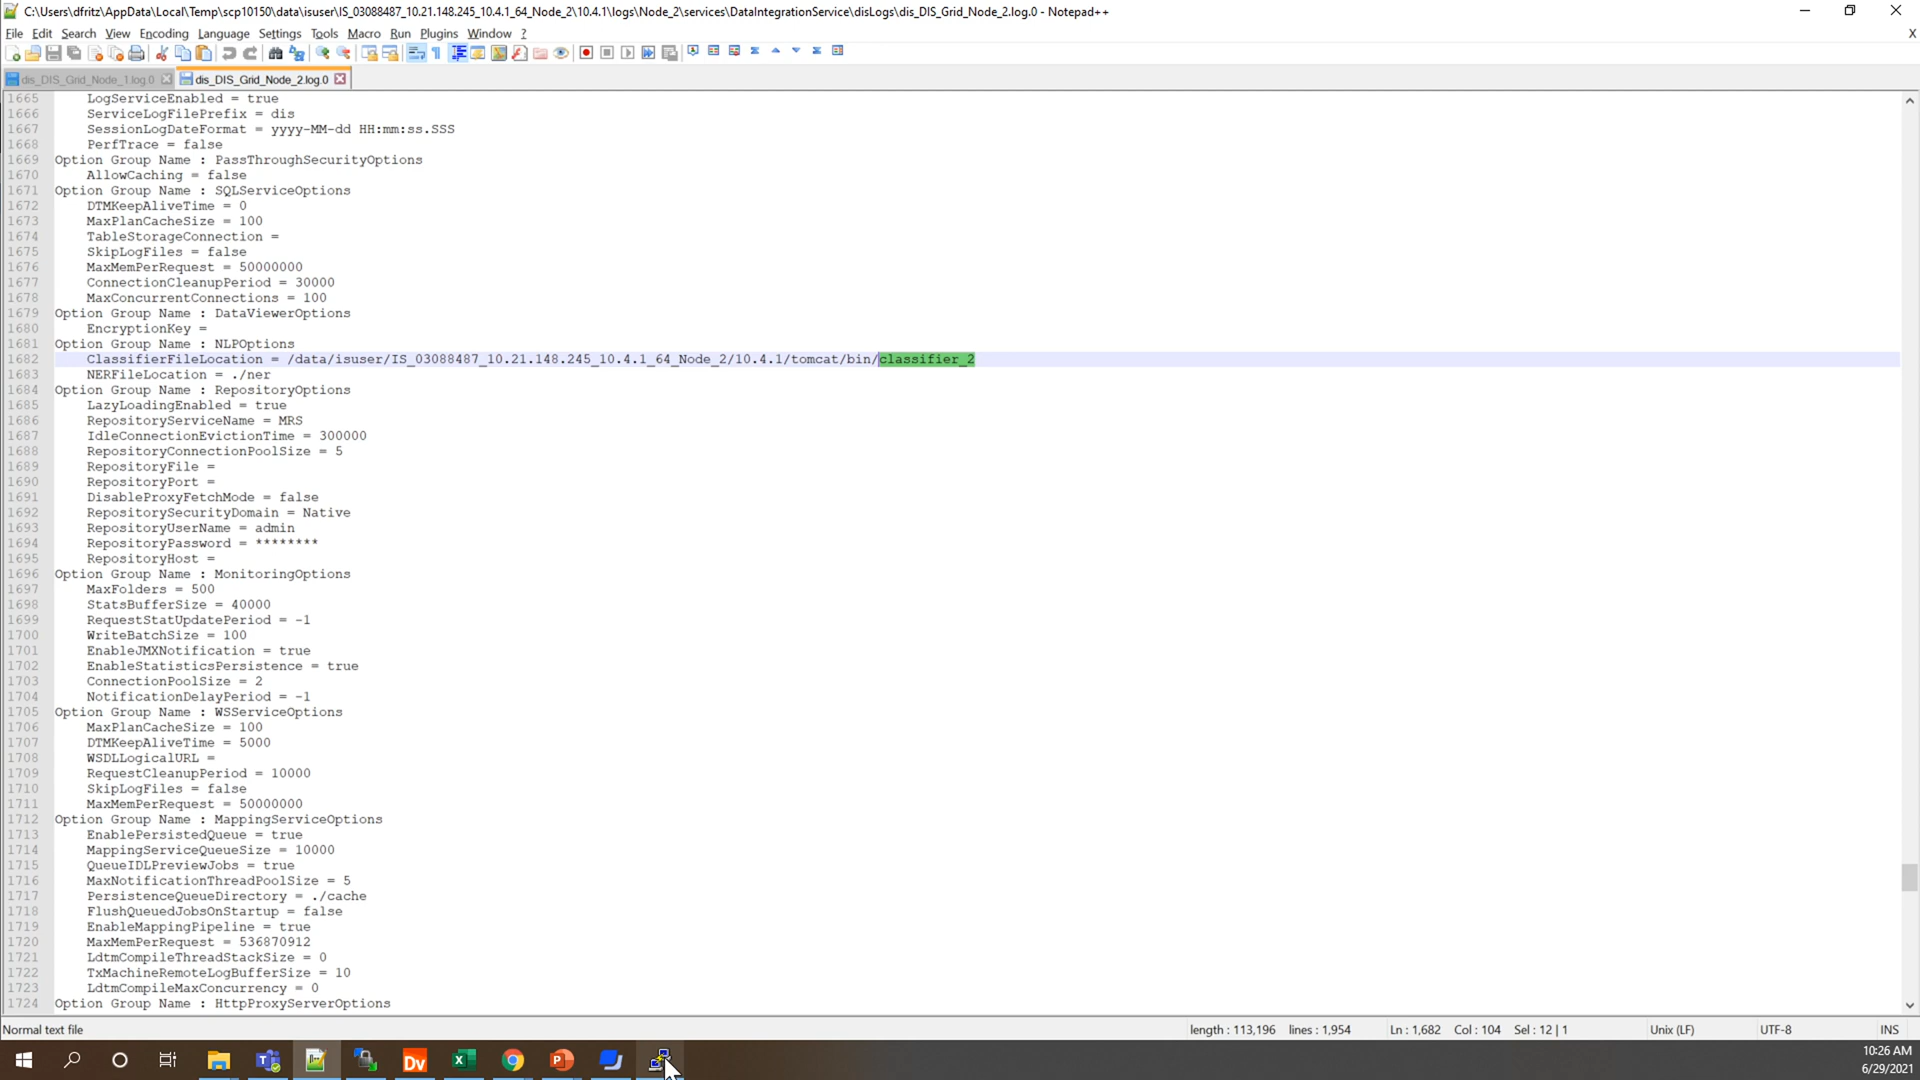 C:\Users\dfritz\AppData\Local\Temp\scp10150\data\isuser\IS_03088487_10.21.148.245_10.4.1_64_Node_2\10.4.1\logs\Node_2\services\DataIntegrationService\disLogs\dis_DIS_Grid_Node_2.log.0 - Notepad++
File Edit Search View Encoding Language Settings Tools Macro Run Plugins Window ? X
dis_DIS_Grid_Node_1.log.0 dis_DIS_Grid_Node_2.log.0
1665 LogServiceEnabled = true
1666 ServiceLogFilePrefix = dis
1667 SessionLogDateFormat = yyyy-MM-dd HH:mm:ss.SSS
1668 PerfTrace = false
1669 Option Group Name : PassThroughSecurityOptions
1670 AllowCaching = false
1671 Option Group Name : SQLServiceOptions
1672 DTMKeepAliveTime = 0
1673 MaxPlanCacheSize = 100
1674 TableStorageConnection =
1675 SkipLogFiles = false
1676 MaxMemPerRequest = 50000000
1677 ConnectionCleanupPeriod = 30000
1678 MaxConcurrentConnections = 100
1679 Option Group Name : DataViewerOptions
1680 EncryptionKey =
1681 Option Group Name : NLPOptions
1682 ClassifierFileLocation = /data/isuser/IS_03088487_10.21.148.245_10.4.1_64_Node_2/10.4.1/tomcat/bin/classifier_2
1683 NERFileLocation = ./ner
1684 Option Group Name : RepositoryOptions
1685 LazyLoadingEnabled = true
1686 RepositoryServiceName = MRS
1687 IdleConnectionEvictionTime = 300000
1688 RepositoryConnectionPoolSize = 5
1689 RepositoryFile =
1690 RepositoryPort =
1691 DisableProxyFetchMode = false
1692 RepositorySecurityDomain = Native
1693 RepositoryUserName = admin
1694 RepositoryPassword = ********
1695 RepositoryHost =
1696 Option Group Name : MonitoringOptions
1697 MaxFolders = 500
1698 StatsBufferSize = 40000
1699 RequestStatUpdatePeriod = -1
1700 WriteBatchSize = 100
1701 EnableJMXNotification = true
1702 EnableStatisticsPersistence = true
1703 ConnectionPoolSize = 2
1704 NotificationDelayPeriod = -1
1705 Option Group Name : WSServiceOptions
1706 MaxPlanCacheSize = 100
1707 DTMKeepAliveTime = 5000
1708 WSDLLogicalURL =
1709 RequestCleanupPeriod = 10000
1710 SkipLogFiles = false
1711 MaxMemPerRequest = 50000000
1712 Option Group Name : MappingServiceOptions
1713 EnablePersistedQueue = true
1714 MappingServiceQueueSize = 10000
1715 QueueIDLPreviewJobs = true
1716 MaxNotificationThreadPoolSize = 5
1717 PersistenceQueueDirectory = ./cache
1718 FlushQueuedJobsOnStartup = false
1719 EnableMappingPipeline = true
1720 MaxMemPerRequest = 536870912
1721 LdtmCompileThreadStackSize = 0
1722 TxMachineRemoteLogBufferSize = 10
1723 LdtmCompileMaxConcurrency = 0
1724 Option Group Name : HttpProxyServerOptions
Normal text file length : 113,196 lines : 1,954 Ln : 1,682 Col : 104 Sel : 12 | 1 Unix (LF) UTF-8 INS
Dv
10:26 AM
6/29/2021